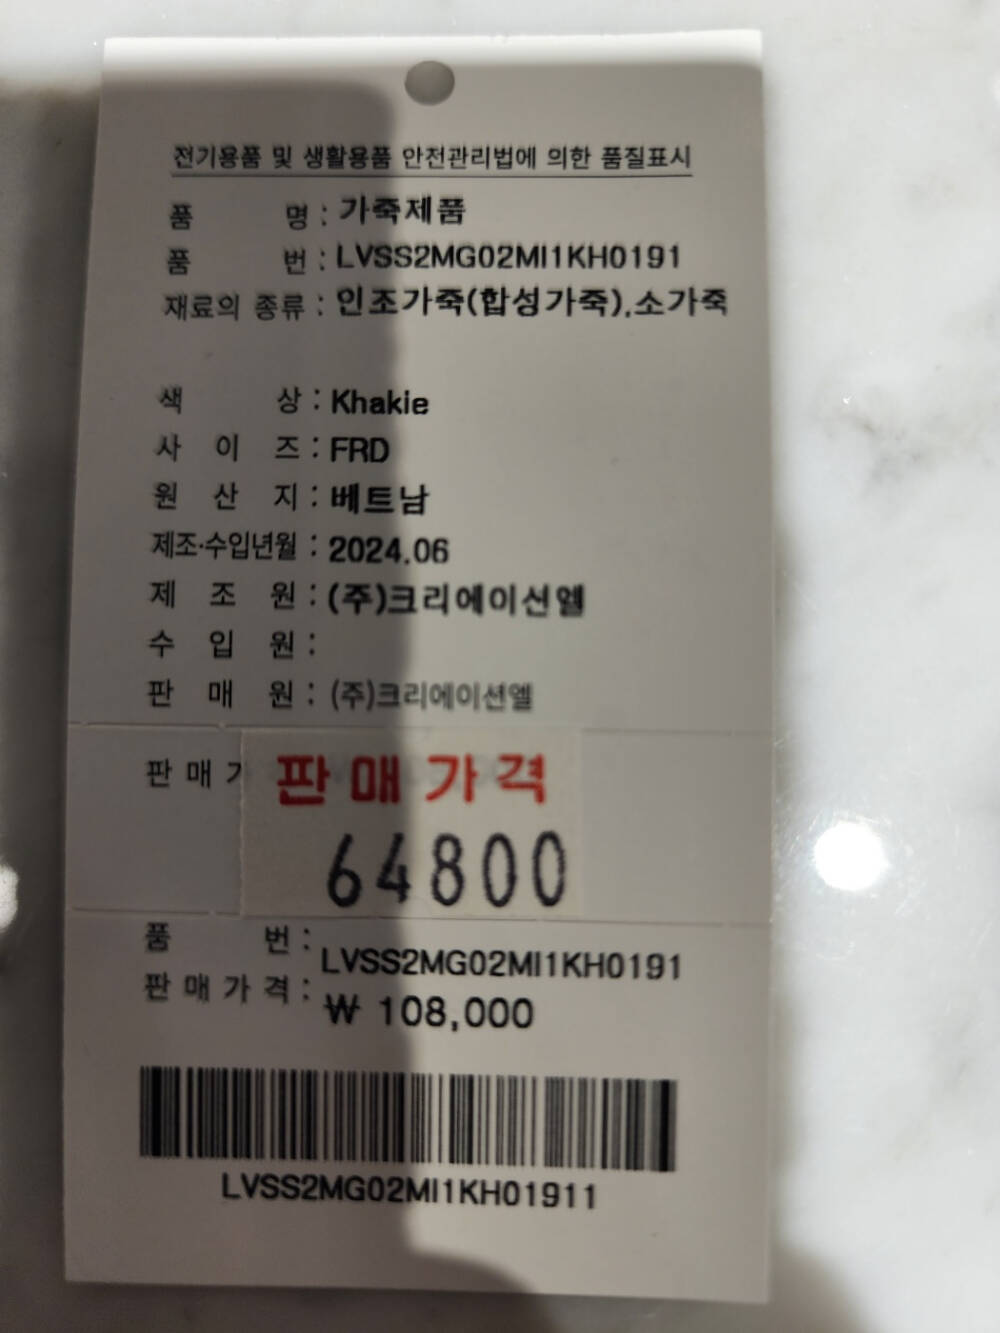 전기용품 및 생활용품 안전관리법에 의한 품질표시
품 명 : 가죽제품
품 번 : LVSS2MG02MI1KH0191
재료의 종류 : 인조가죽(합성가죽),소가죽
색 상 : Khakie
사 이 즈 : FRD
원 산 지 : 베트남
제조·수입년월 : 2024.06
제 조 원 : (주)크리에이션엘
수 입 원 :
판 매 원 : (주)크리에이션엘
판 매 가 판매가격
64800
품 번 : LVSS2MG02MI1KH0191
판 매 가 격 : ₩ 108,000
LVSS2MG02MI1KH01911